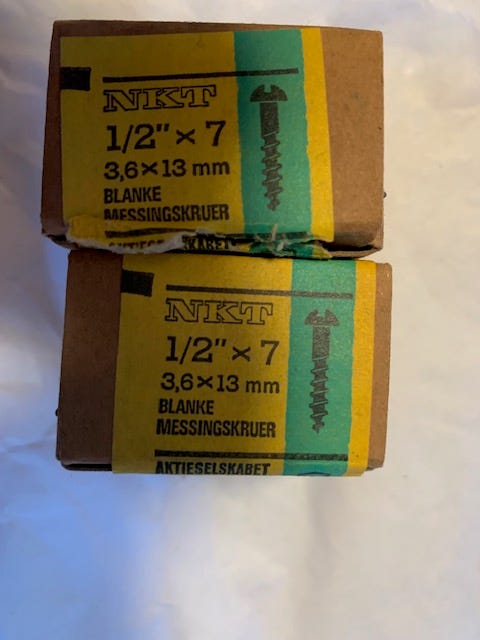 NKT
1/2" × 7
3,6 × 13 mm
BLANKE
MESSINGSKRUER
AKTIESELSKABET
NKT
1/2" × 7
3,6 × 13 mm
BLANKE
MESSINGSKRUER
AKTIESELSKABET